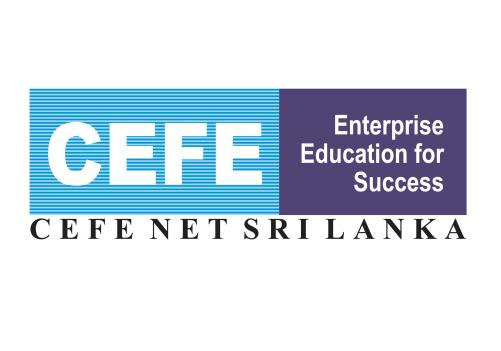 CEFE
Enterprise
Education for
Success
CEFE NET SRI LANKA